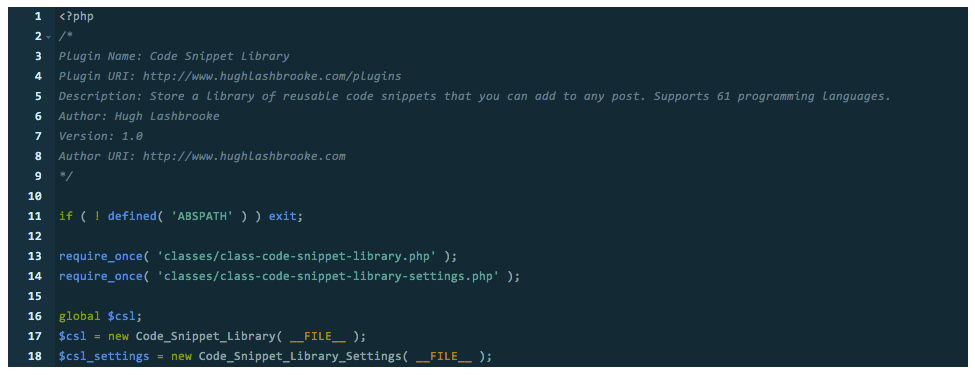 1 <?php
2 /*
3 Plugin Name: Code Snippet Library
4 Plugin URI: http://www.hughlashbrooke.com/plugins
5 Description: Store a library of reusable code snippets that you can add to any post. Supports 61 programming languages.
6 Author: Hugh Lashbrooke
7 Version: 1.0
8 Author URI: http://www.hughlashbrooke.com
9 */
10
11 if ( ! defined( 'ABSPATH' ) ) exit;
12
13 require_once( 'classes/class-code-snippet-library.php' );
14 require_once( 'classes/class-code-snippet-library-settings.php' );
15
16 global $csl;
17 $csl = new Code_Snippet_Library( __FILE__ );
18 $csl_settings = new Code_Snippet_Library_Settings( __FILE__ );